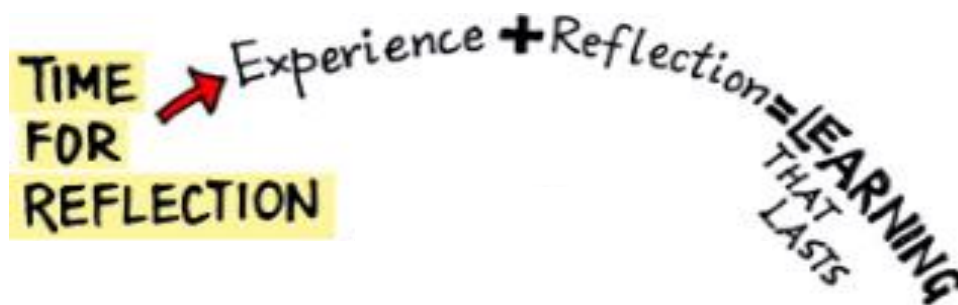 TIME
FOR
REFLECTION
Experience + Reflection = LEARNING
THAT
LASTS